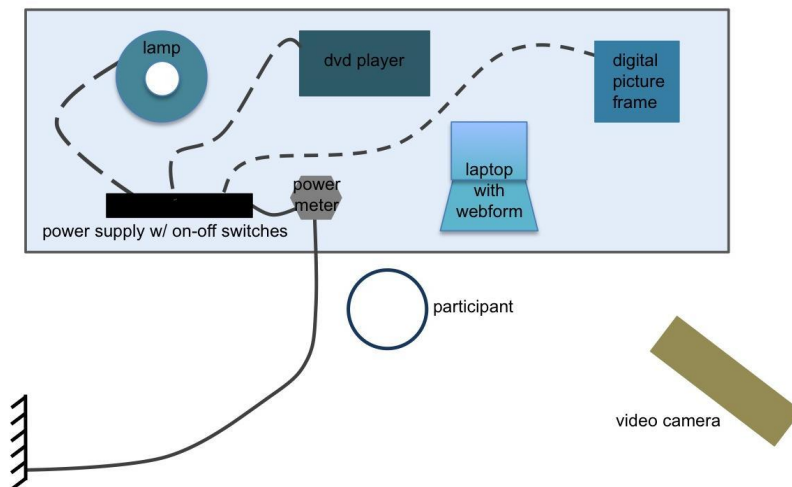 lamp
dvd player
digital
picture
frame
laptop
with
webform
power
meter
power supply w/ on-off switches
participant
video camera